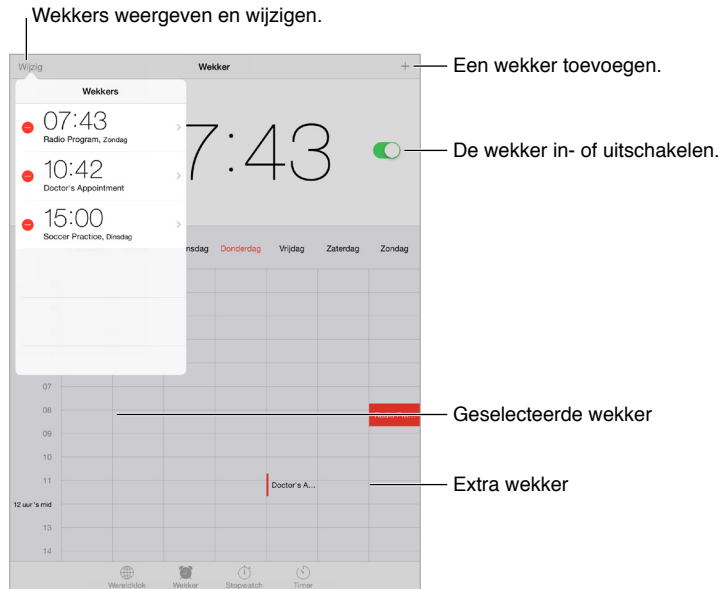 Wekkers weergeven en wijzigen.
Wijzig
Wekker
Een wekker toevoegen.
Wekkers
07:43
Radio Program, Zondag
10:42
Doctor's Appointment
15:00
Soccer Practice, Dinsdag
7:43
De wekker in- of uitschakelen.
nsdag Donderdag Vrijdag Zaterdag Zondag
07
08
Geselecteerde wekker
09
10
11
Doctor's A...
Extra wekker
12 uur 's mid
13
14
Wereldklok Wekker Stopwatch Timer